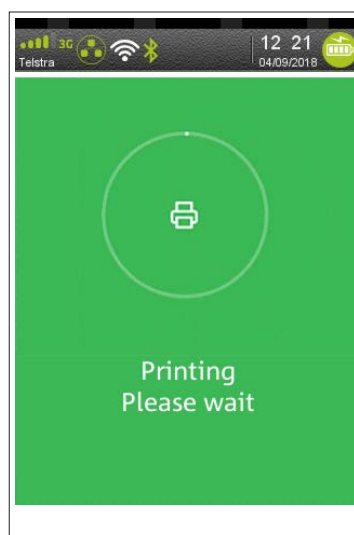 3G
12 21
Telstra
04/09/2018
Printing
Please wait